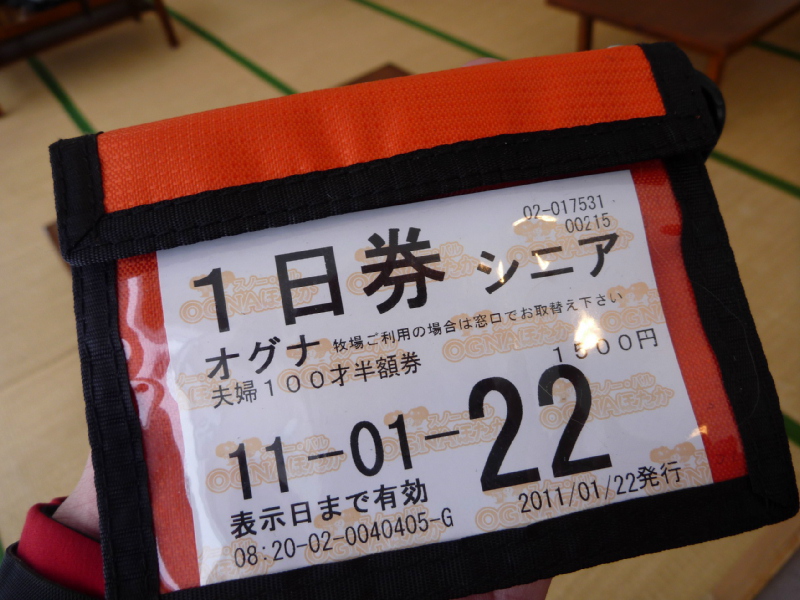 02-017531
00215
1日券 シニア
オグナ 牧場ご利用の場合は窓口でお取替え下さい
夫婦100才半額券 1500円
11-01-22
表示日まで有効 2011/01/22発行
08:20-02-0040405-G